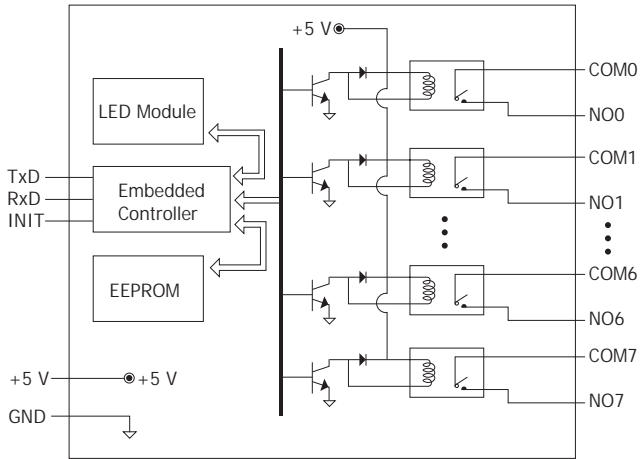 +5 V
COM0
LED Module
NO0
COM1
TxD
RxD
INIT
Embedded
Controller
NO1
COM6
EEPROM
NO6
COM7
+5 V
+5 V
NO7
GND